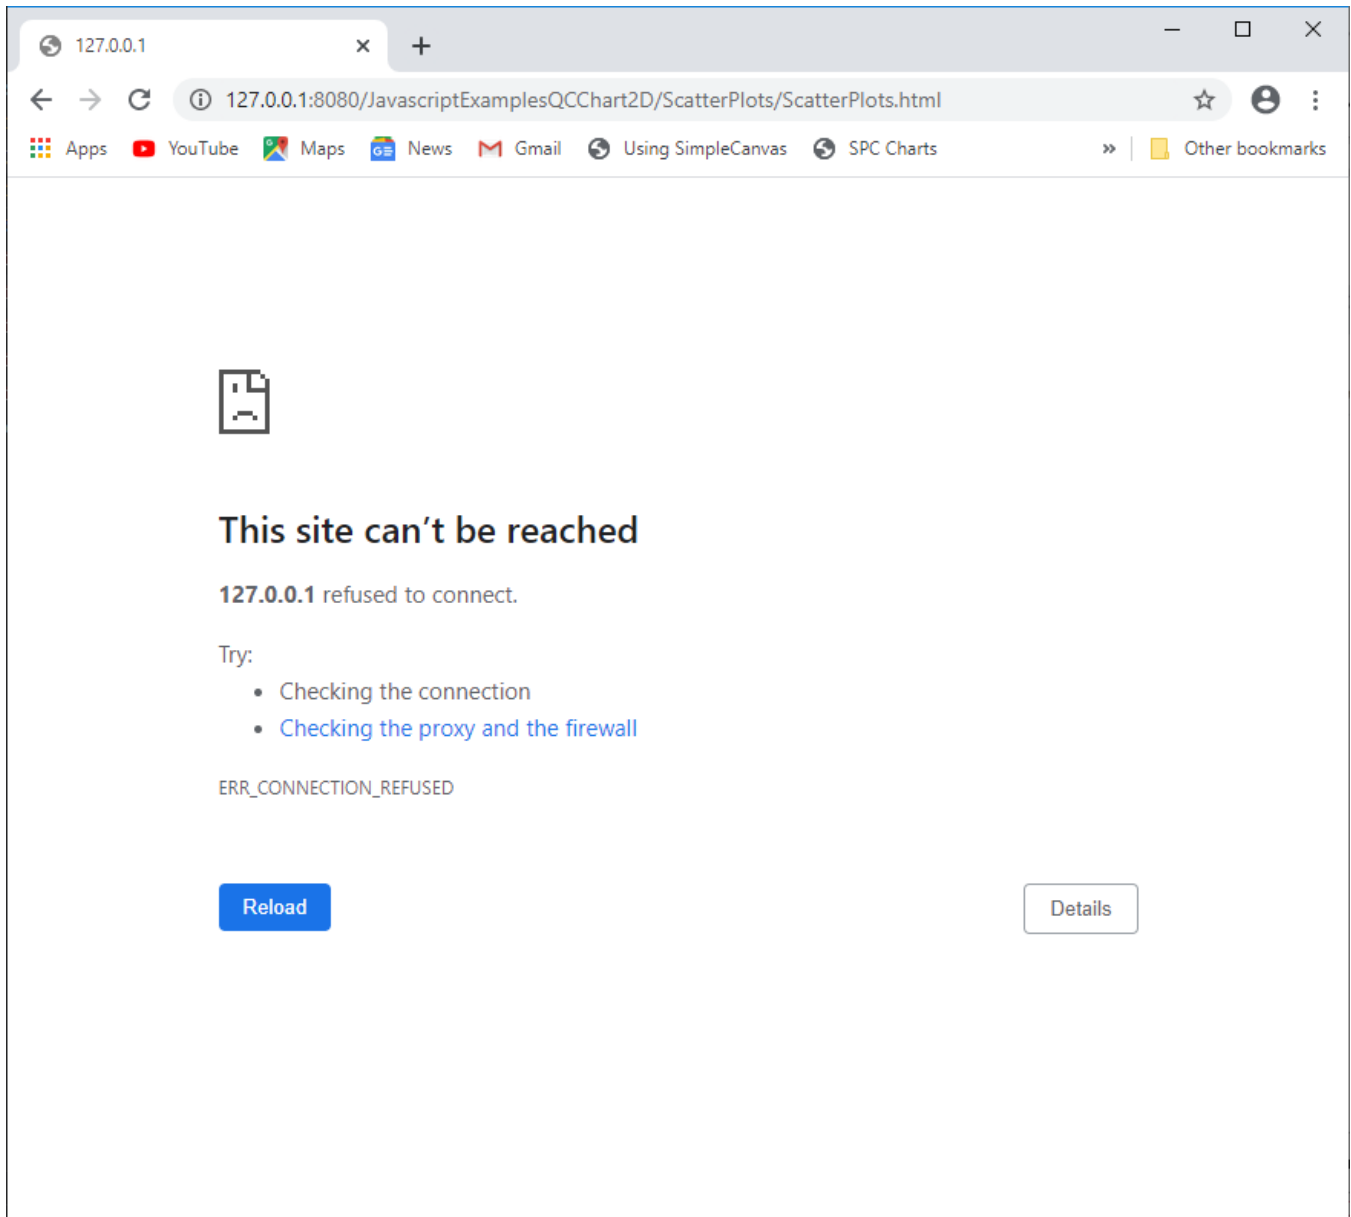 127.0.0.1
127.0.0.1:8080/JavascriptExamplesQCChart2D/ScatterPlots/ScatterPlots.html
Apps YouTube Maps GE News Gmail Using SimpleCanvas SPC Charts » Other bookmarks
This site can’t be reached
127.0.0.1 refused to connect.
Try:
• Checking the connection
• Checking the proxy and the firewall
ERR_CONNECTION_REFUSED
Reload Details